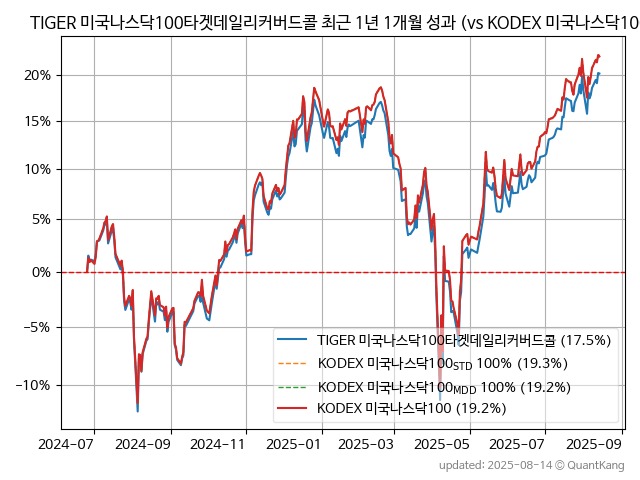 TIGER 미국나스닥100타겟데일리커버드콜 최근 1년 1개월 성과 (vs KODEX 미국나스닥10
20%
15%
10%
5%
0%
−5%
−10%
TIGER 미국나스닥100타겟데일리커버드콜 (17.5%)
KODEX 미국나스닥100STD 100% (19.3%)
KODEX 미국나스닥100MDD 100% (19.2%)
KODEX 미국나스닥100 (19.2%)
2024-07 2024-09 2024-11 2025-01 2025-03 2025-05 2025-07 2025-09
updated: 2025-08-14 © QuantKang